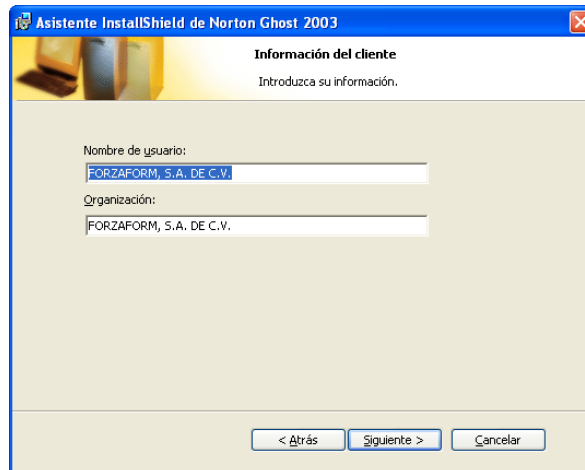 Asistente InstallShield de Norton Ghost 2003
Información del cliente
Introduzca su información.
Nombre de usuario:
FORZAFORM, S.A. DE C.V.
Organización:
FORZAFORM, S.A. DE C.V.
< Atrás Siguiente > Cancelar